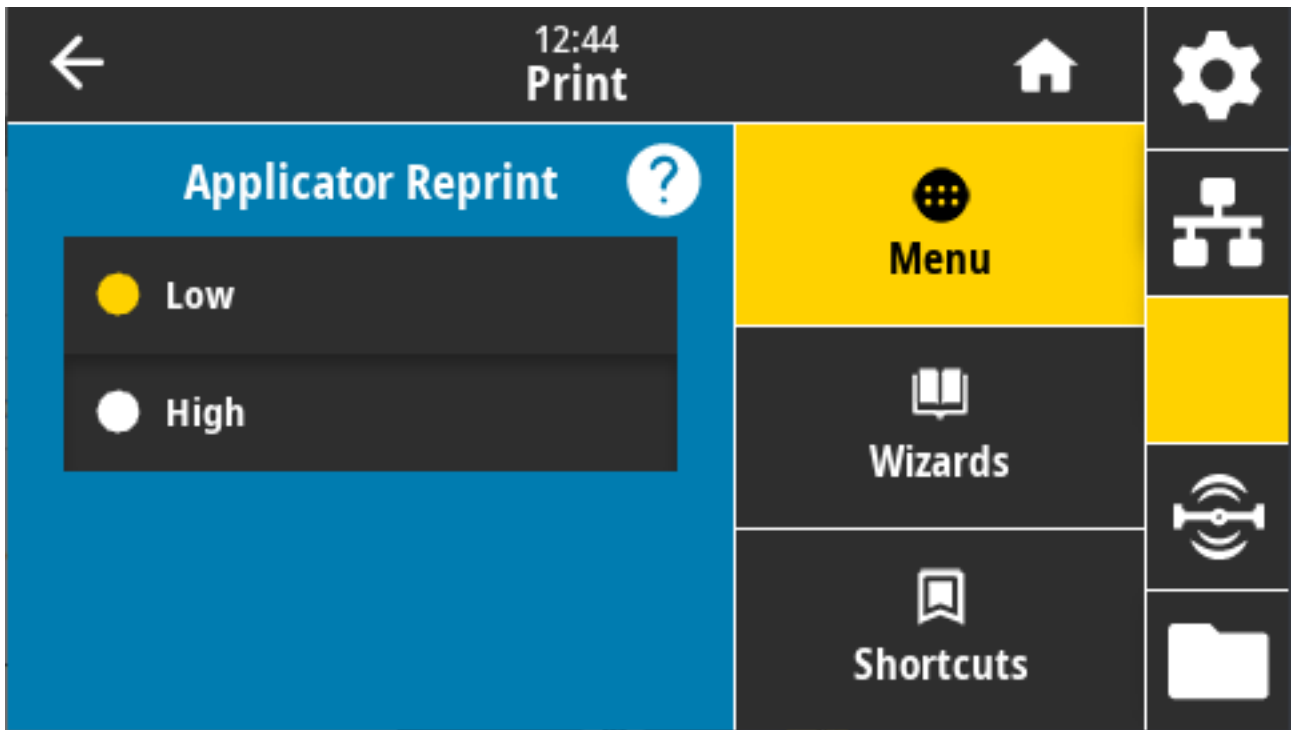 12:44
Print
Applicator Reprint
?
Low
High
Menu
Wizards
Shortcuts